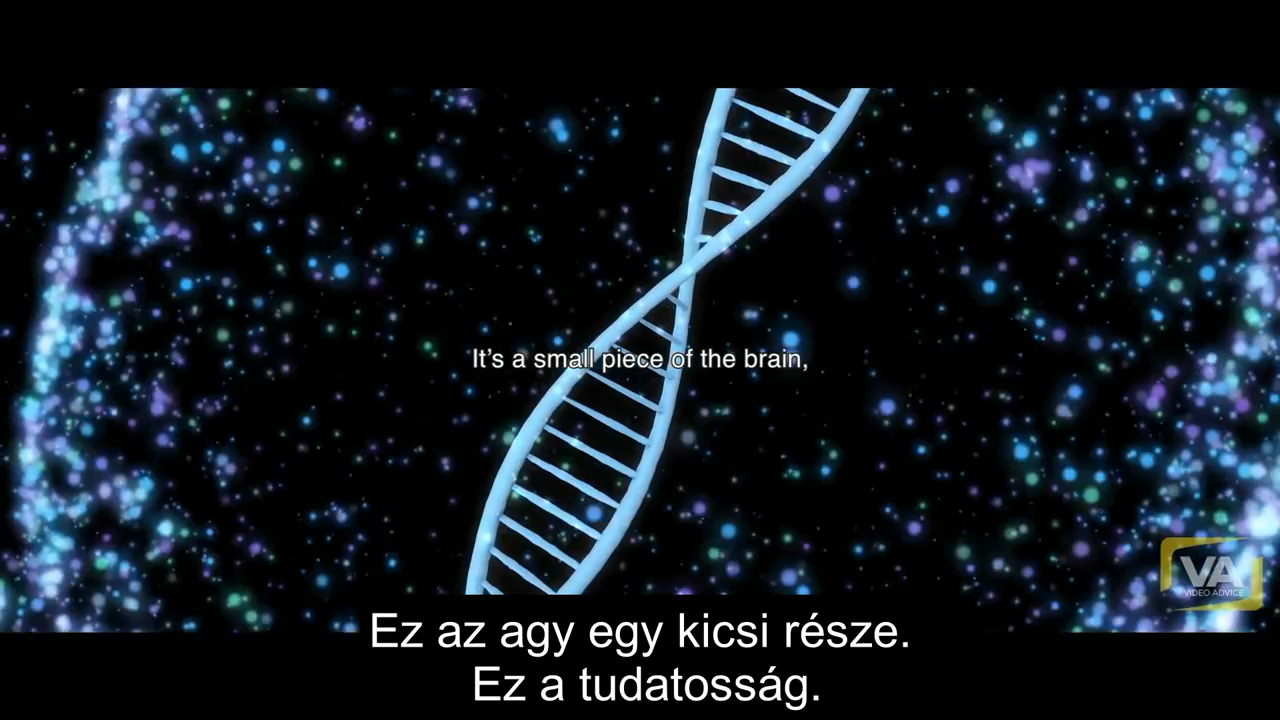 It’s a small piece of the brain,
VA
VIDEO ADVICE
Ez az agy egy kicsi része.
Ez a tudatosság.